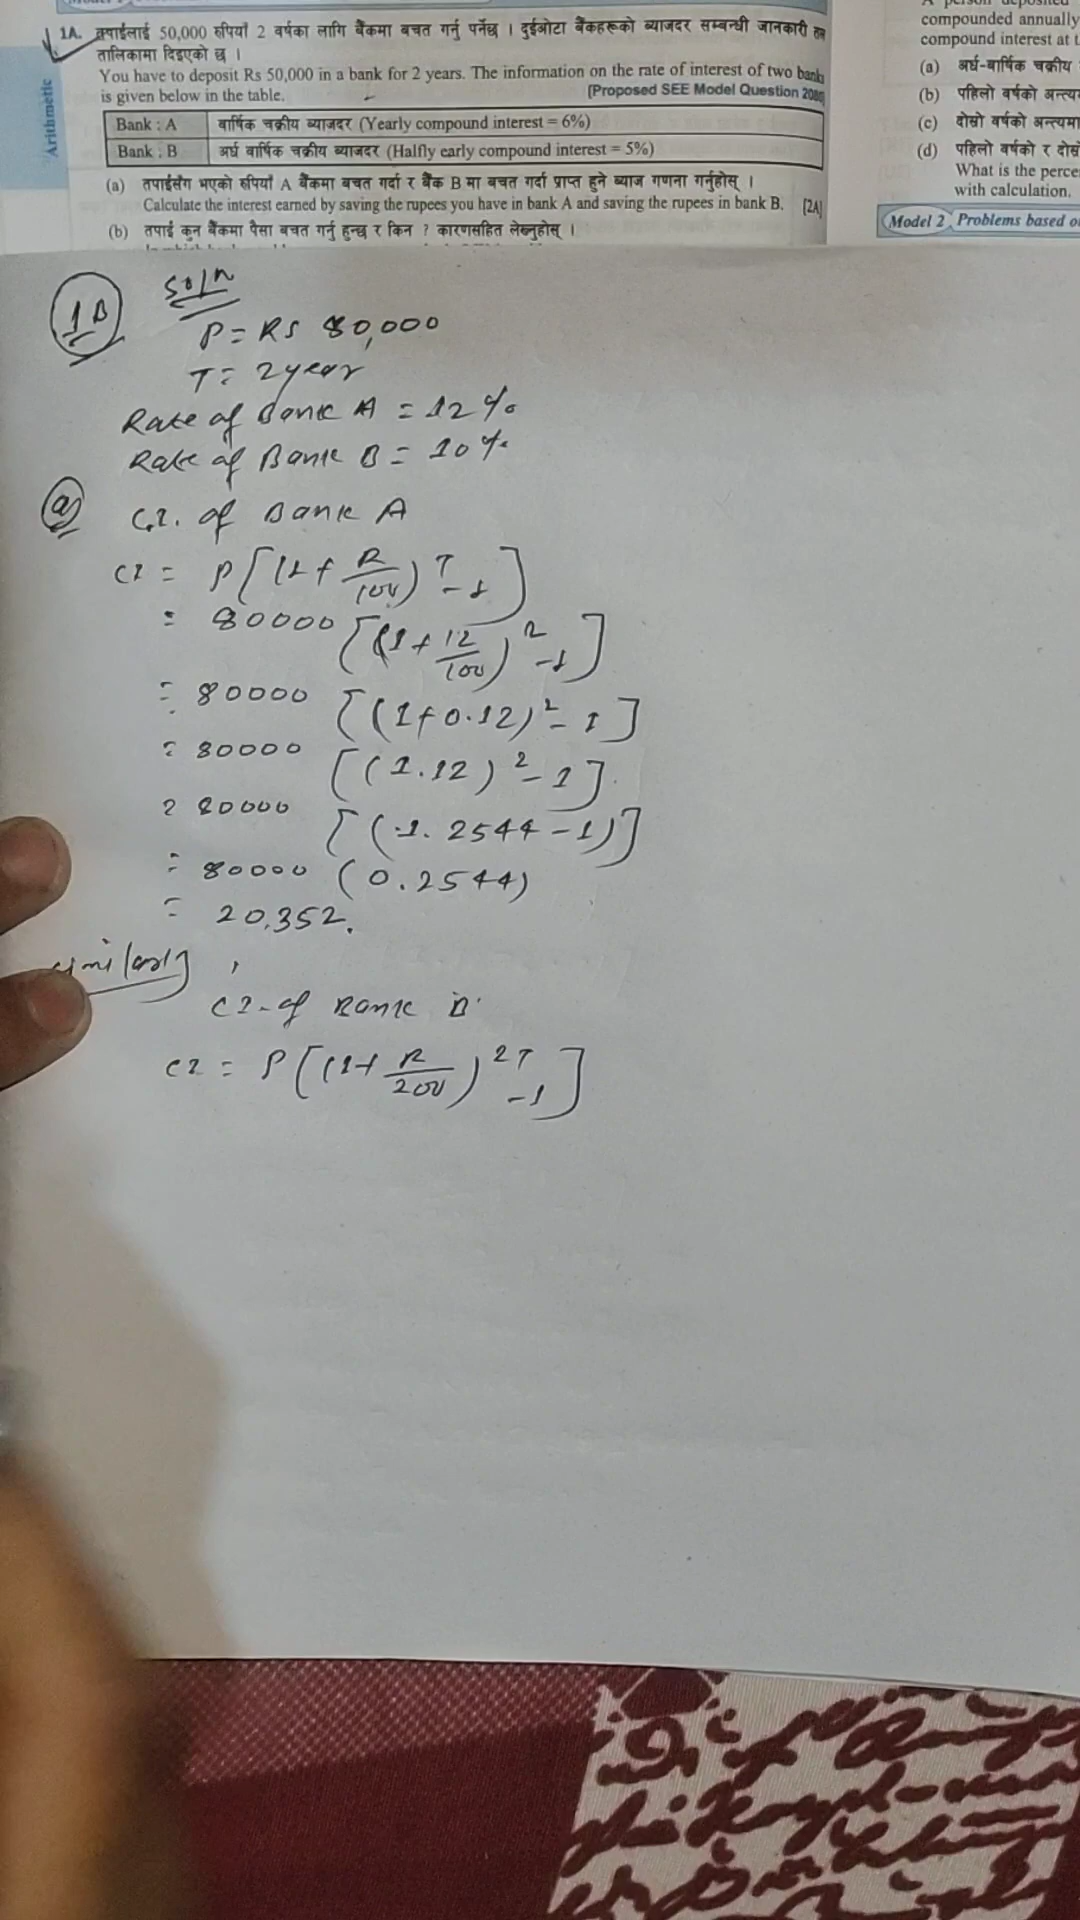 1A. तपाईंलाई 50,000 रुपियाँ 2 वर्षका लागि बैंकमा बचत गर्नु पर्नेछ । दुईओटा बैंकहरूको ब्याजदर सम्बन्धी जानकारी तल
तालिकामा दिइएको छ ।
You have to deposit Rs 50,000 in a bank for 2 years. The information on the rate of interest of two banks
is given below in the table. [Proposed SEE Model Question 2080]
Bank : A वार्षिक चक्रीय ब्याजदर (Yearly compound interest = 6%)
Bank : B अर्ध वार्षिक चक्रीय ब्याजदर (Halfly early compound interest = 5%)
(a) तपाईंसँग भएको रुपियाँ A बैंकमा बचत गर्दा र बैंक B मा बचत गर्दा प्राप्त हुने ब्याज गणना गर्नुहोस् ।
Calculate the interest earned by saving the rupees you have in bank A and saving the rupees in bank B. [2A]
(b) तपाईं कुन बैंकमा पैसा बचत गर्नु हुन्छ र किन ? कारणसहित लेख्नुहोस् ।
Arithmetic
compounded annually
compound interest at t
(a) अर्ध-वार्षिक चक्रीय
(b) पहिलो वर्षको अन्त्य
(c) दोस्रो वर्षको अन्त्यमा
(d) पहिलो वर्षको र दोस्रो
What is the perce
with calculation.
Model 2 Problems based o
1B Soln
P = RS 80,000
T = 2 year
Rate of Bank A = 12%
Rate of Bank B = 10%
a C.I. of Bank A
CI = P[(1+R/100)^T - 1]
= 80000 [(1+12/100)^2 - 1]
= 80000 [(1+0.12)^2 - 1]
= 80000 [(1.12)^2 - 1]
= 80000 [(1.2544-1)]
= 80000 (0.2544)
= 20,352.
Similarly,
CI of Bank B
CI = P[(1+R/200)^2T - 1]